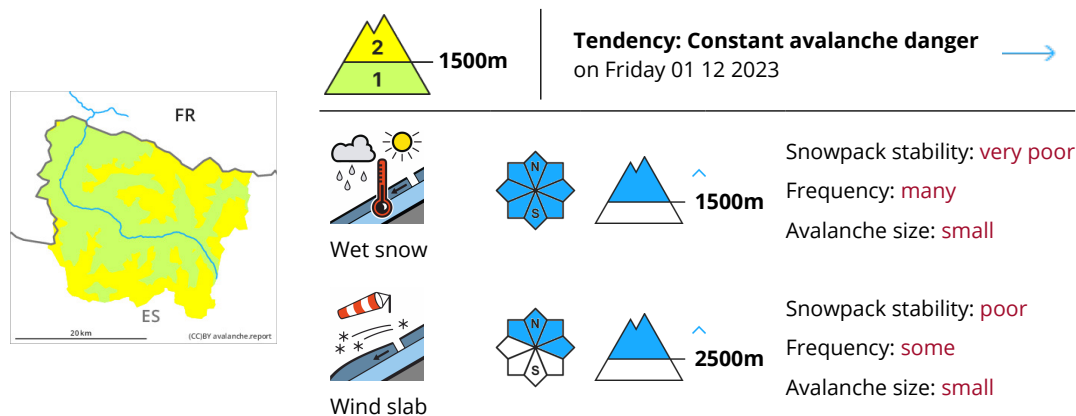 2
1
1500m
Tendency: Constant avalanche danger
on Friday 01 12 2023
FR
ES
20 km
(CC)BY avalanche.report
Wet snow
N
S
1500m
Snowpack stability: very poor
Frequency: many
Avalanche size: small
Wind slab
N
S
2500m
Snowpack stability: poor
Frequency: some
Avalanche size: small